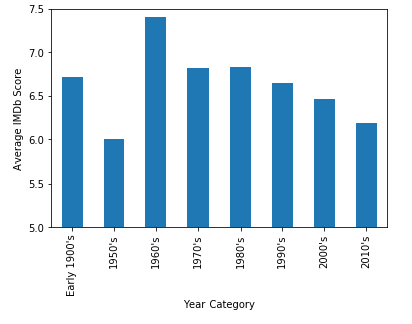 7.5
7.0
6.5
6.0
5.5
5.0
Average IMDb Score
Early 1900's
1950's
1960's
1970's
1980's
1990's
2000's
2010's
Year Category